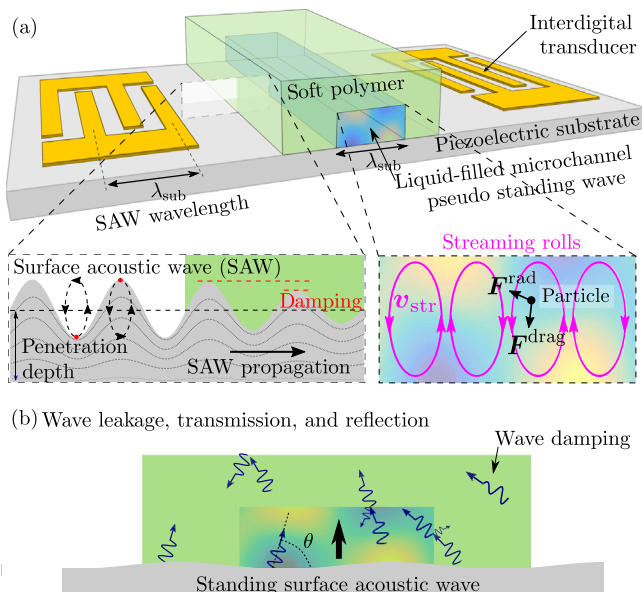 (a)
Interdigital
transducer
Soft polymer
Piezoelectric substrate
λsub
λsub
Liquid-filled microchannel
pseudo standing wave
SAW wavelength
Surface acoustic wave (SAW)
Damping
Penetration
depth
SAW propagation
Streaming rolls
vstr
Frad
Particle
Fdrag
(b) Wave leakage, transmission, and reflection
Wave damping
θ
Standing surface acoustic wave